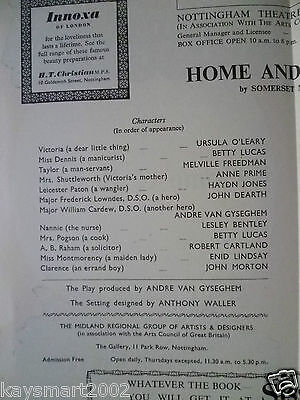 Innoxa
OF LONDON
for the loveliness that
lasts a lifetime. See the
full range of these famous
beauty preparations at
H.T. Christian M.P.S.
10 Goldsmith Street, Nottingham
NOTTINGHAM THEATRE
(IN ASSOCIATION WITH THE ARTS C
General Manager and Licensee
BOX OFFICE OPEN 10 a.m. to 8 p
HOME AND
by SOMERSET
Characters
(In order of appearance)
Victoria (a dear little thing) URSULA O'LEARY
Miss Dennis (a manicurist) BETTY LUCAS
Taylor (a man-servant) MELVILLE FREEDMAN
Mrs. Shuttleworth (Victoria's mother) ANNE PRIME
Leicester Paton (a wangler) HAYDN JONES
Major Frederick Lowndes, D.S.O. (a hero) JOHN DEARTH
Major William Cardew, D.S.O. (another hero)
ANDRE VAN GYSEGHEM
Nannie (the nurse) LESLEY BENTLEY
Mrs. Pogson (a cook) BETTY LUCAS
A. B. Raham (a solicitor) ROBERT CARTLAND
Miss Montmorency (a maiden lady) ENID LINDSAY
Clarence (an errand boy) JOHN MORTON
The Play produced by ANDRE VAN GYSEGHEM
The Setting designed by ANTHONY WALLER
THE MIDLAND REGIONAL GROUP OF ARTISTS & DESIGNERS
(in association with the Arts Council of Great Britain)
The Gallery, 11 Park Row, Nottingham.
Admission Free Open daily, Thursdays excepted, 11.30 a.m. to 5.30 p.m.
WHATEVER THE BOOK
YOU WILL GET IT AT
kaysmart2002